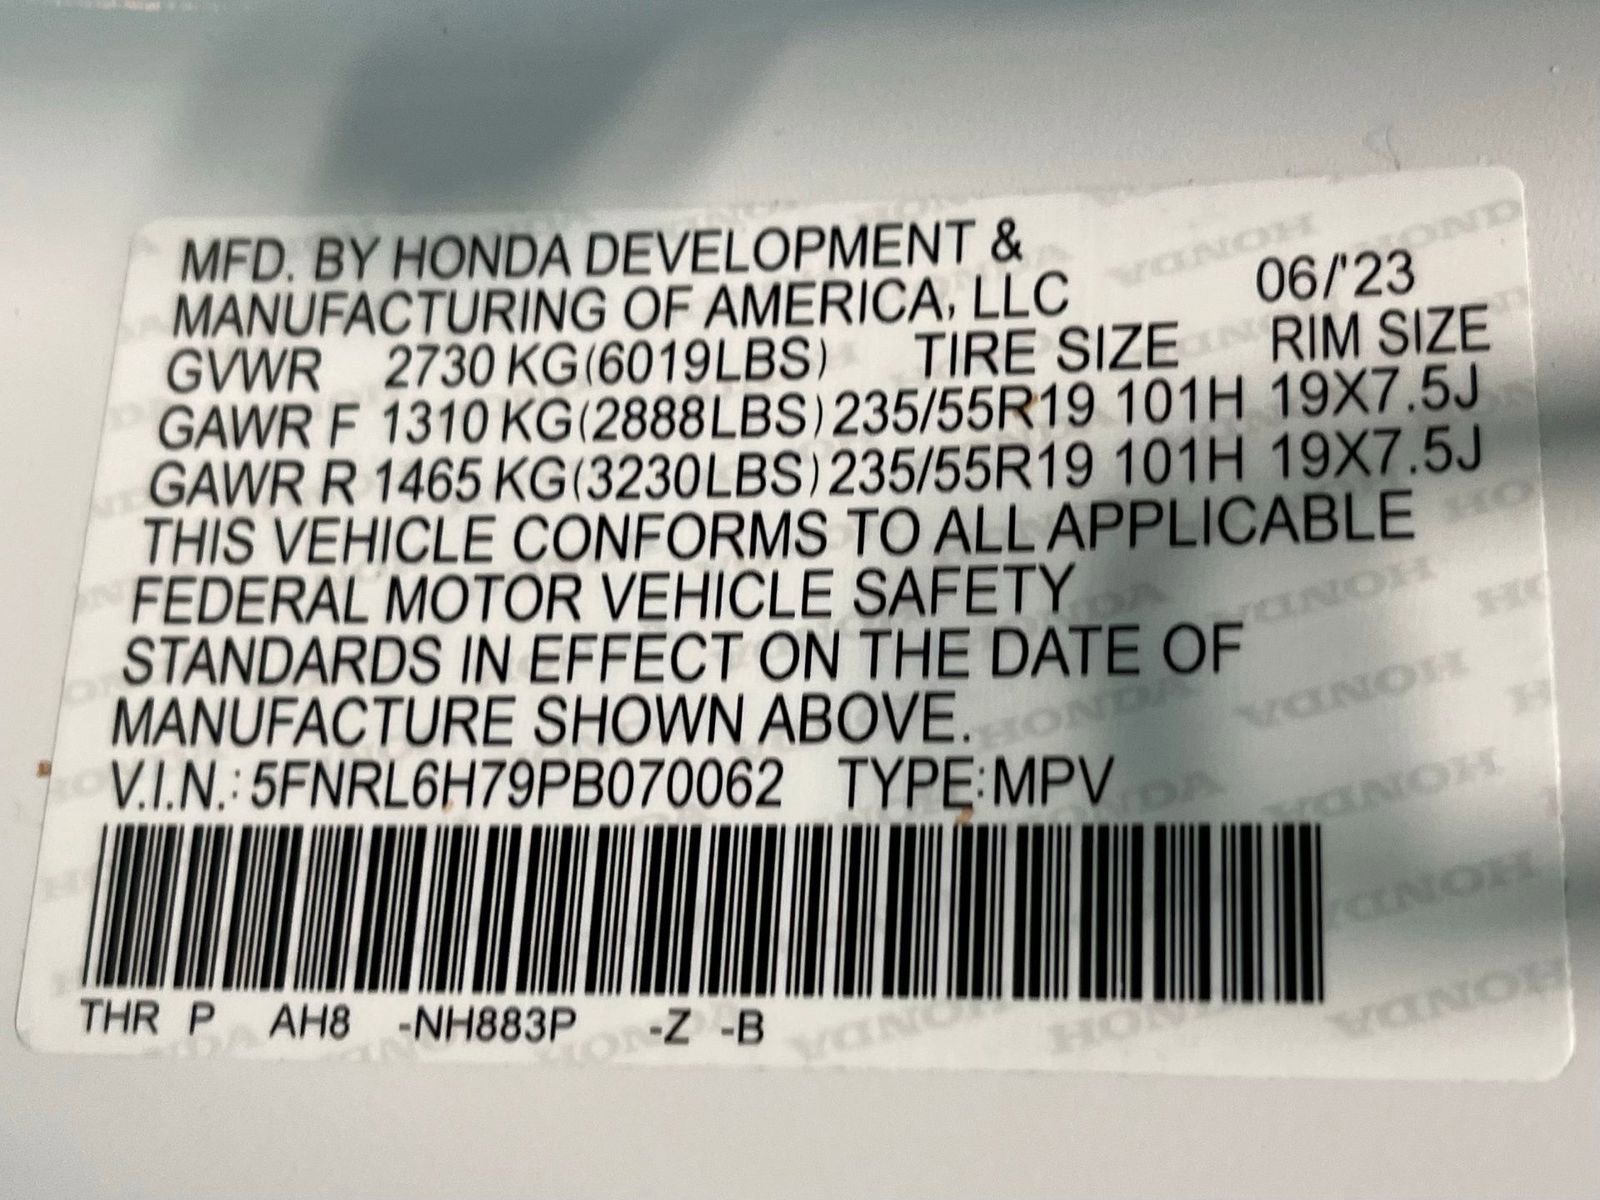 MFD. BY HONDA DEVELOPMENT &
MANUFACTURING OF AMERICA, LLC 06/'23
GVWR 2730 KG(6019LBS) TIRE SIZE RIM SIZE
GAWR F 1310 KG(2888LBS) 235/55R19 101H 19X7.5J
GAWR R 1465 KG(3230LBS) 235/55R19 101H 19X7.5J
THIS VEHICLE CONFORMS TO ALL APPLICABLE
FEDERAL MOTOR VEHICLE SAFETY
STANDARDS IN EFFECT ON THE DATE OF
MANUFACTURE SHOWN ABOVE.
V.I.N.: 5FNRL6H79PB070062 TYPE:MPV
THR P AH8 -NH883P -Z -B